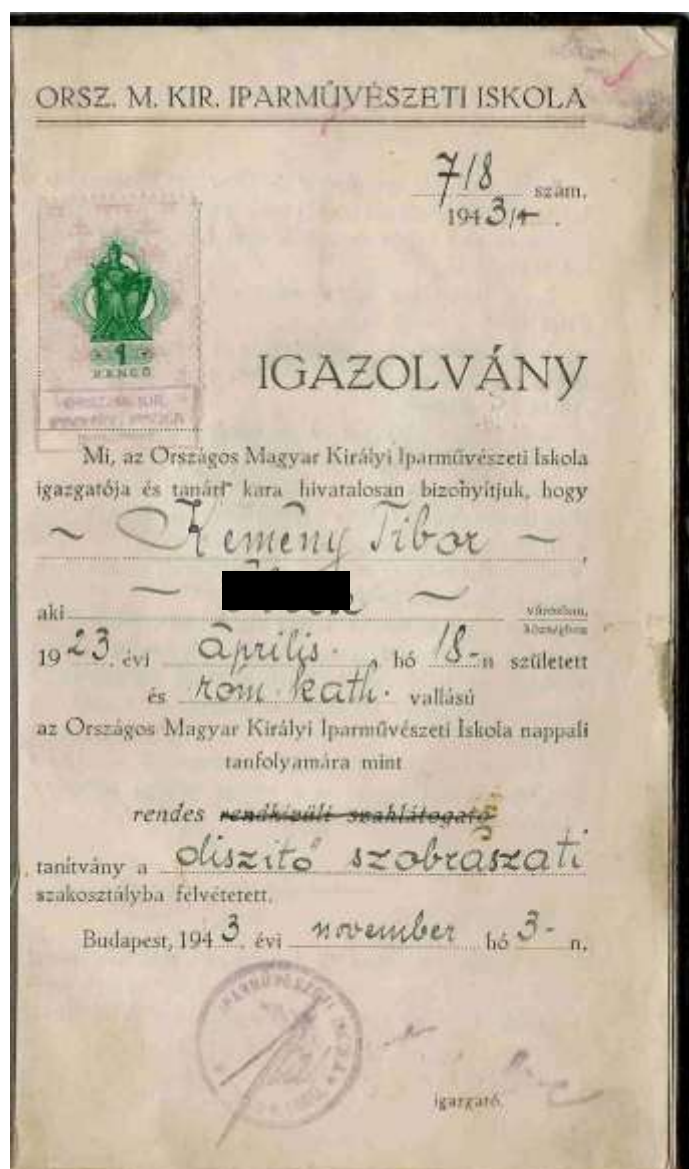 ORSZ. M. KIR. IPARMŰVÉSZETI ISKOLA
718 szám.
1943/4.
1
PENGŐ
IGAZOLVÁNY
Mi, az Országos Magyar Királyi Iparművészeti Iskola
igazgatója és tanári kara hivatalosan bizonyítjuk, hogy
~ Kemény Tibor ~,
aki ~ ~ városban,
községben
1923. évi április hó 18-n született
és róm. kath. vallású
az Országos Magyar Királyi Iparművészeti Iskola nappali
tanfolyamára mint
rendes rendkívüli szaklátogató
tanítvány a díszítő szobrászati
szakosztályba felvétetett.
Budapest, 1943. évi november hó 3-n.
igazgató.